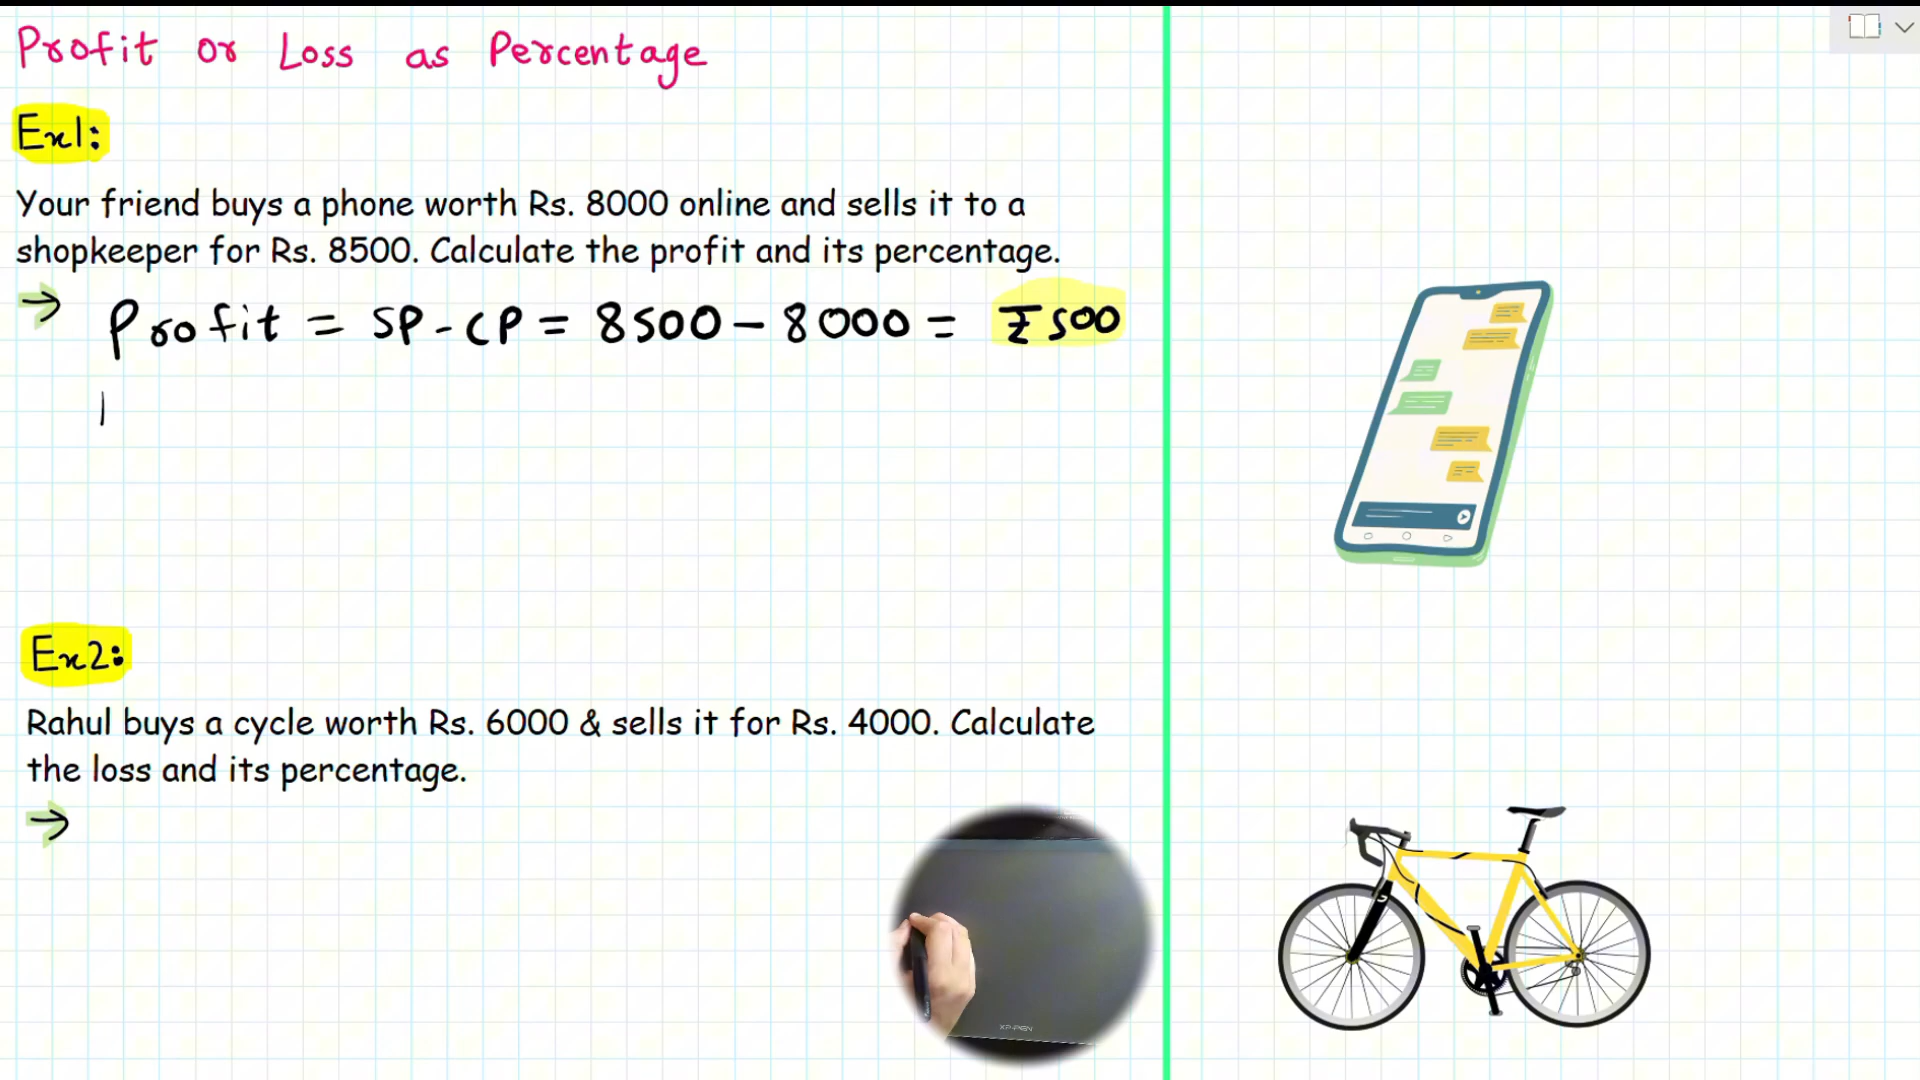 Profit or Loss as Percentage
Ex1:
Your friend buys a phone worth Rs. 8000 online and sells it to a
shopkeeper for Rs. 8500. Calculate the profit and its percentage.
→ Profit = SP - CP = 8500 - 8000 = ₹500
Ex2:
Rahul buys a cycle worth Rs. 6000 & sells it for Rs. 4000. Calculate
the loss and its percentage.
→
XP-PEN